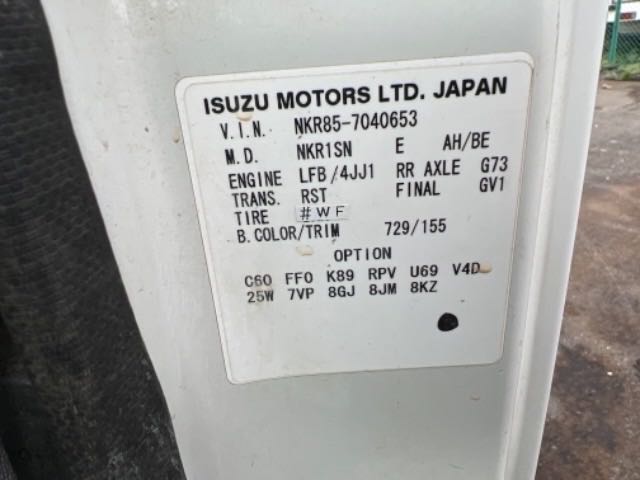 ISUZU MOTORS LTD. JAPAN
V.I.N. NKR85-7040653
M.D. NKR1SN E AH/BE
ENGINE LFB/4JJ1 RR AXLE G73
TRANS. RST FINAL GV1
TIRE #WF
B.COLOR/TRIM 729/155
OPTION
C60 FF0 K89 RPV U69 V4D
25W 7VP 8GJ 8JM 8KZ